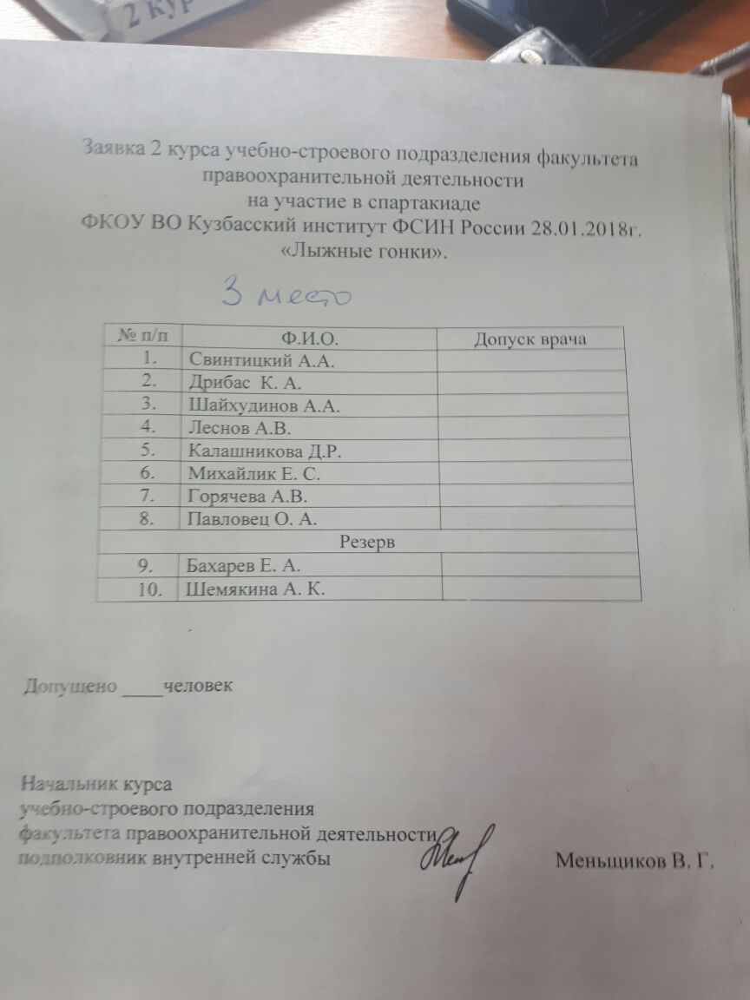 2 кур
Заявка 2 курса учебно-строевого подразделения факультета
правоохранительной деятельности
на участие в спартакиаде
ФКОУ ВО Кузбасский институт ФСИН России 28.01.2018г.
«Лыжные гонки».
3 место
№ п/п Ф.И.О. Допуск врача
1. Свинтицкий А.А.
2. Дрибас К. А.
3. Шайхудинов А.А.
4. Леснов А.В.
5. Калашникова Д.Р.
6. Михайлик Е. С.
7. Горячева А.В.
8. Павловец О. А.
Резерв
9. Бахарев Е. А.
10. Шемякина А. К.
Допущено ____человек
Начальник курса
учебно-строевого подразделения
факультета правоохранительной деятельности
подполковник внутренней службы Меньщиков В. Г.